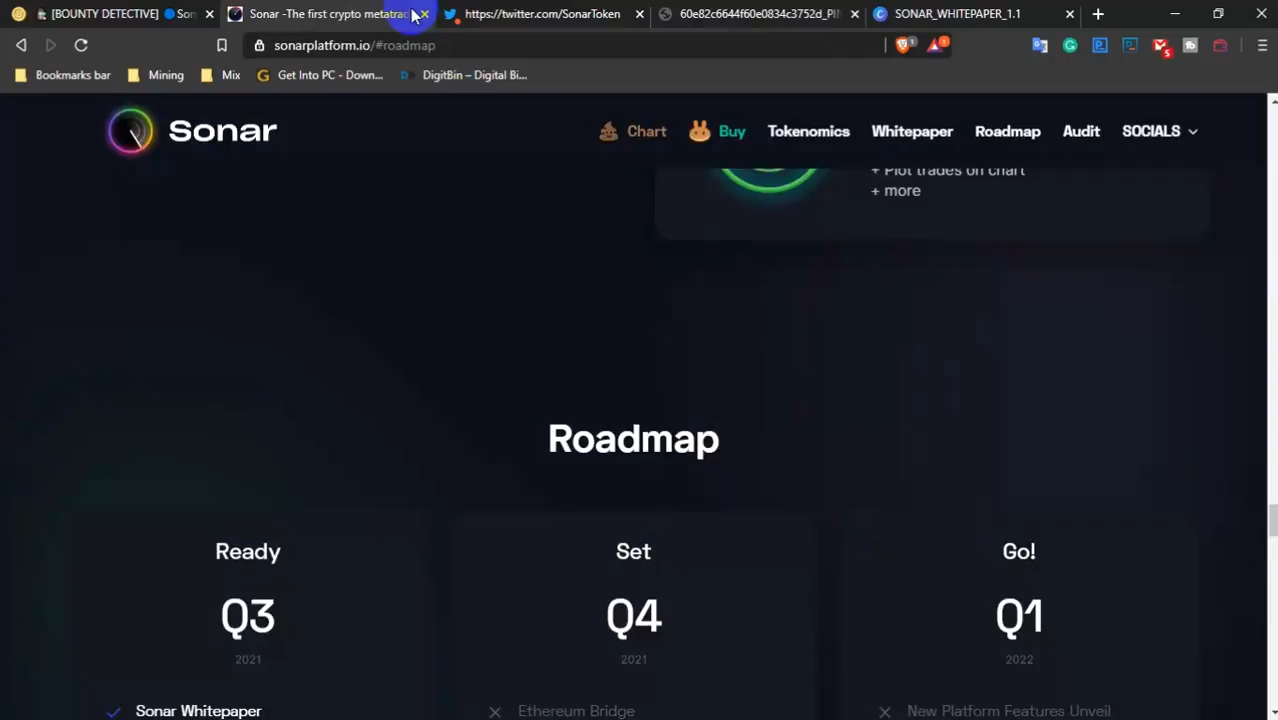 [BOUNTY DETECTIVE] Son
Sonar -The first crypto metatrac
https://twitter.com/SonarToken
60e82c6644f60e0834c3752d_PI
SONAR_WHITEPAPER_1.1
sonarplatform.io/#roadmap
Bookmarks bar
Mining
Mix
Get Into PC - Down...
DigitBin – Digital Bi...
Sonar
Chart
Buy
Tokenomics
Whitepaper
Roadmap
Audit
SOCIALS
+ Plot trades on chart
+ more
Roadmap
Ready
Q3
2021
Sonar Whitepaper
Set
Q4
2021
Ethereum Bridge
Go!
Q1
2022
New Platform Features Unveil